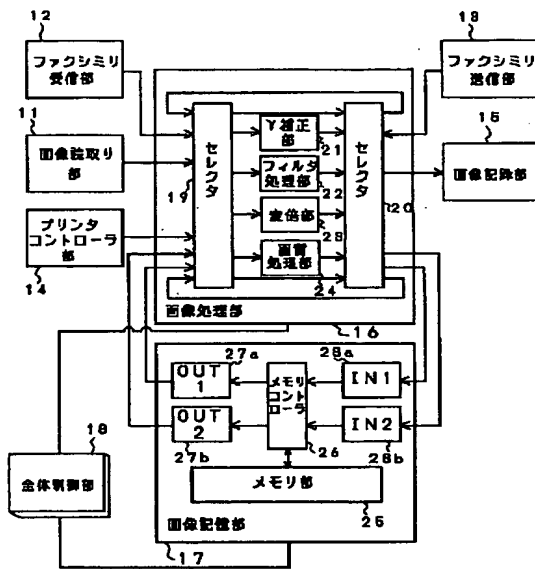 12
ファクシミリ
受信部
11
画像読取り
部
プリンタ
コントローラ
部
14
セレクタ
19
γ補正
部
21
フィルタ
処理部
22
変倍部
23
画質
処理部
24
セレクタ
20
画像処理部
16
13
ファクシミリ
送信部
15
画像記録
部
27a
OUT
1
OUT
2
27b
メモリ
コント
ローラ
26
28a
IN1
IN2
28b
メモリ部
25
画像記憶部
17
18
全体制御部